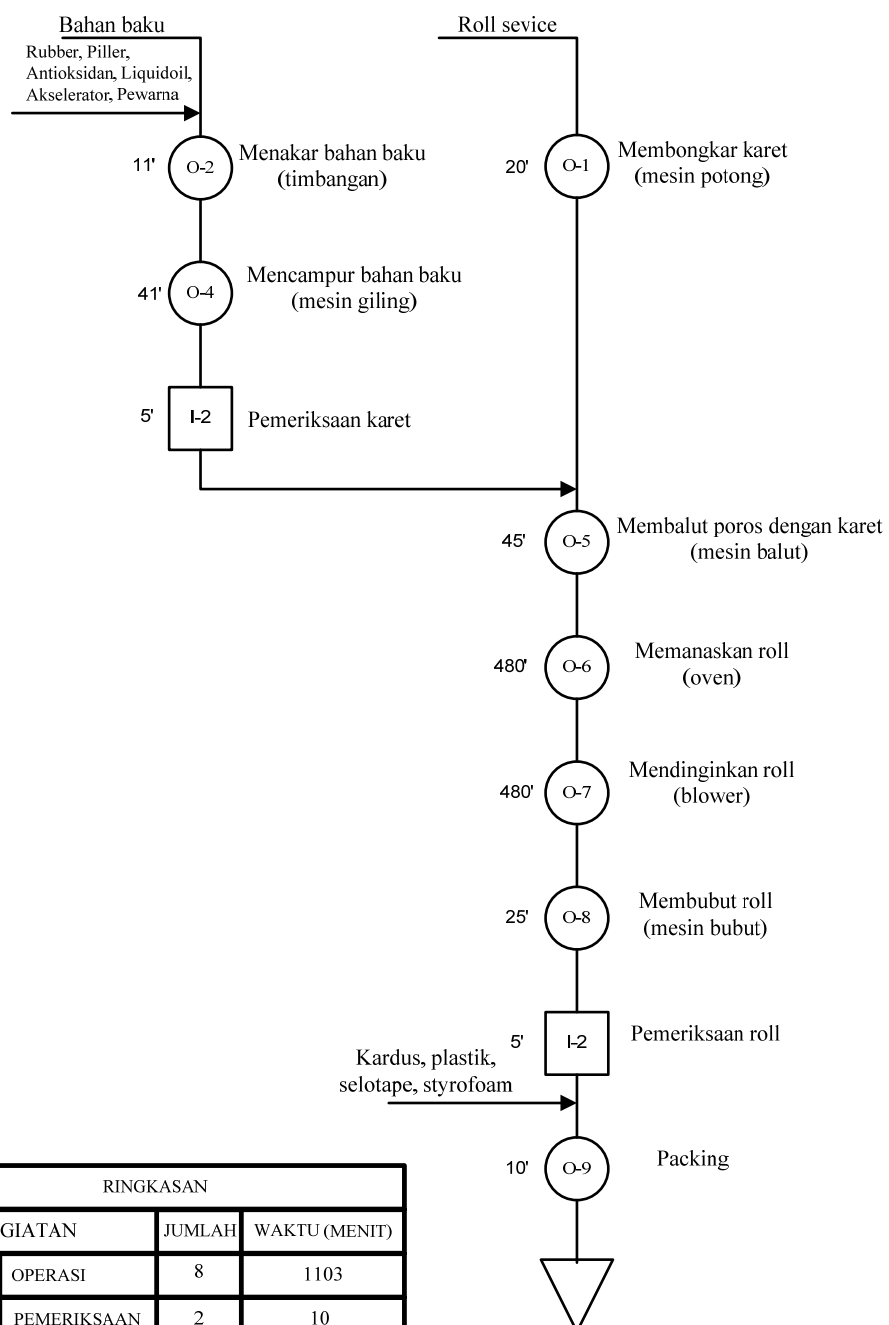 Bahan baku
Rubber, Piller,
Antioksidan, Liquidoil,
Akselerator, Pewarna
11'
O-2
Menakar bahan baku
(timbangan)
41'
O-4
Mencampur bahan baku
(mesin giling)
5'
I-2
Pemeriksaan karet
Roll sevice
20'
O-1
Membongkar karet
(mesin potong)
45'
O-5
Membalut poros dengan karet
(mesin balut)
480'
O-6
Memanaskan roll
(oven)
480'
O-7
Mendinginkan roll
(blower)
25'
O-8
Membubut roll
(mesin bubut)
5'
I-2
Pemeriksaan roll
Kardus, plastik,
selotape, styrofoam
10'
O-9
Packing
RINGKASAN
GIATAN JUMLAH WAKTU (MENIT)
OPERASI 8 1103
PEMERIKSAAN 2 10